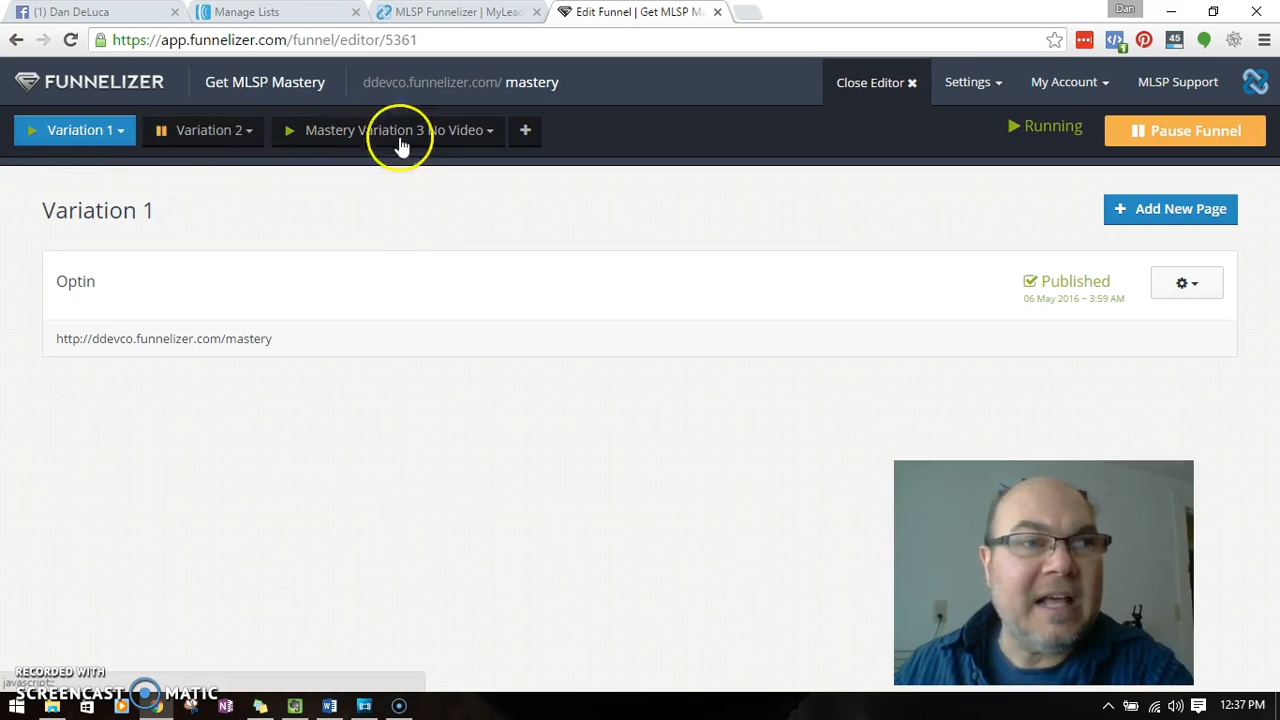 (1) Dan DeLuca
Manage Lists
MLSP Funnelizer | MyLead
Edit Funnel | Get MLSP M
Dan
https://app.funnelizer.com/funnel/editor/5361
1
45
FUNNELIZER
Get MLSP Mastery
ddevco.funnelizer.com/ mastery
Close Editor
Settings
My Account
MLSP Support
Variation 1
Variation 2
Mastery Variation 3 No Video
Running
Pause Funnel
Variation 1
Add New Page
Optin
Published
06 May 2016 – 3:59 AM
http://ddevco.funnelizer.com/mastery
RECORDED WITH
SCREENCAST MATIC
javascript:;
12:37 PM